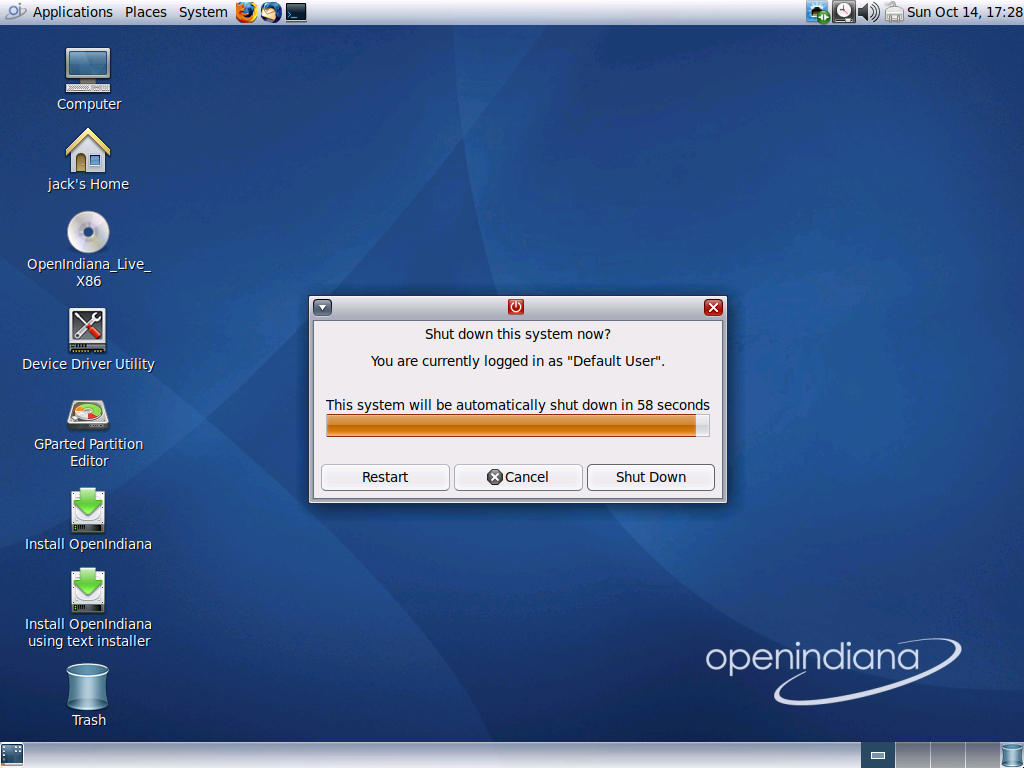 Applications Places System Sun Oct 14, 17:28
Computer
jack's Home
OpenIndiana_Live_
X86
Device Driver Utility
GParted Partition
Editor
Install OpenIndiana
Install OpenIndiana
using text installer
Trash
Shut down this system now?
You are currently logged in as "Default User".
This system will be automatically shut down in 58 seconds
Restart Cancel Shut Down
openindiana